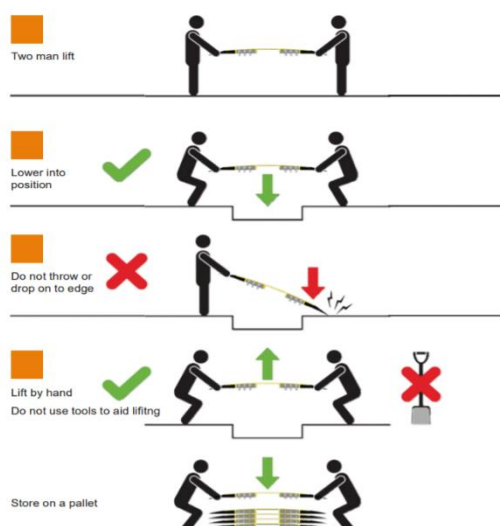 Two man lift
Lower into
position
Do not throw or
drop on to edge
Lift by hand
Do not use tools to aid lifitng
Store on a pallet